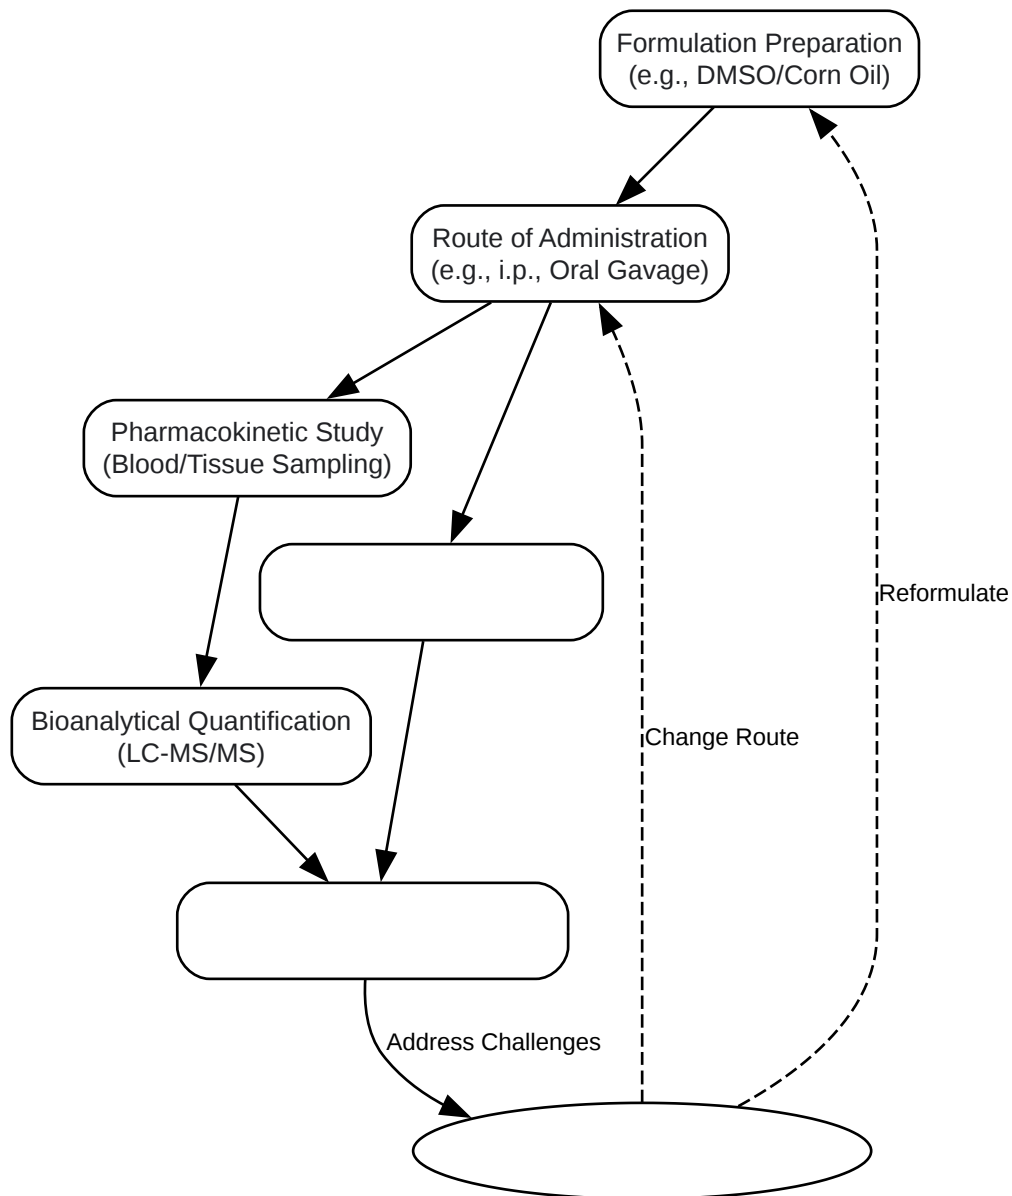 Formulation Preparation
(e.g., DMSO/Corn Oil)
Route of Administration
(e.g., i.p., Oral Gavage)
Pharmacokinetic Study
(Blood/Tissue Sampling)
Reformulate
Bioanalytical Quantification
(LC-MS/MS)
Change Route
Address Challenges